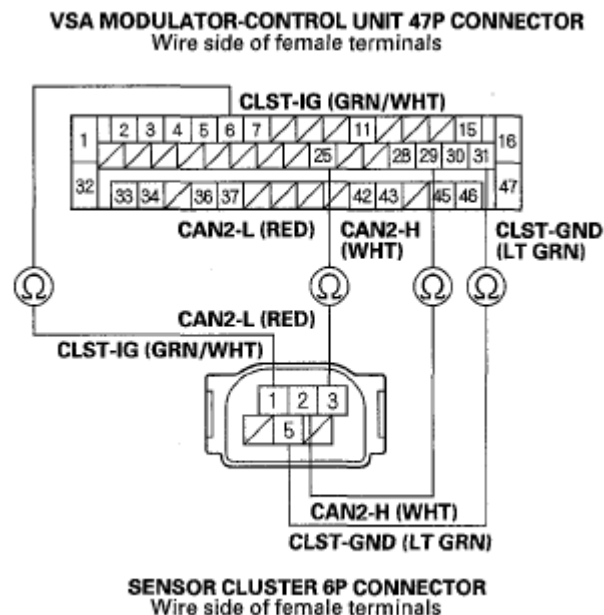 VSA MODULATOR-CONTROL UNIT 47P CONNECTOR
Wire side of female terminals
CLST-IG (GRN/WHT)
1 2 3 4 5 6 7 11 15 16
25 28 29 30 31
32 33 34 36 37 42 43 45 46 47
CAN2-L (RED) CAN2-H (WHT) CLST-GND (LT GRN)
Ω Ω Ω Ω
CAN2-L (RED)
CLST-IG (GRN/WHT)
1 2 3
5
CAN2-H (WHT)
CLST-GND (LT GRN)
SENSOR CLUSTER 6P CONNECTOR
Wire side of female terminals